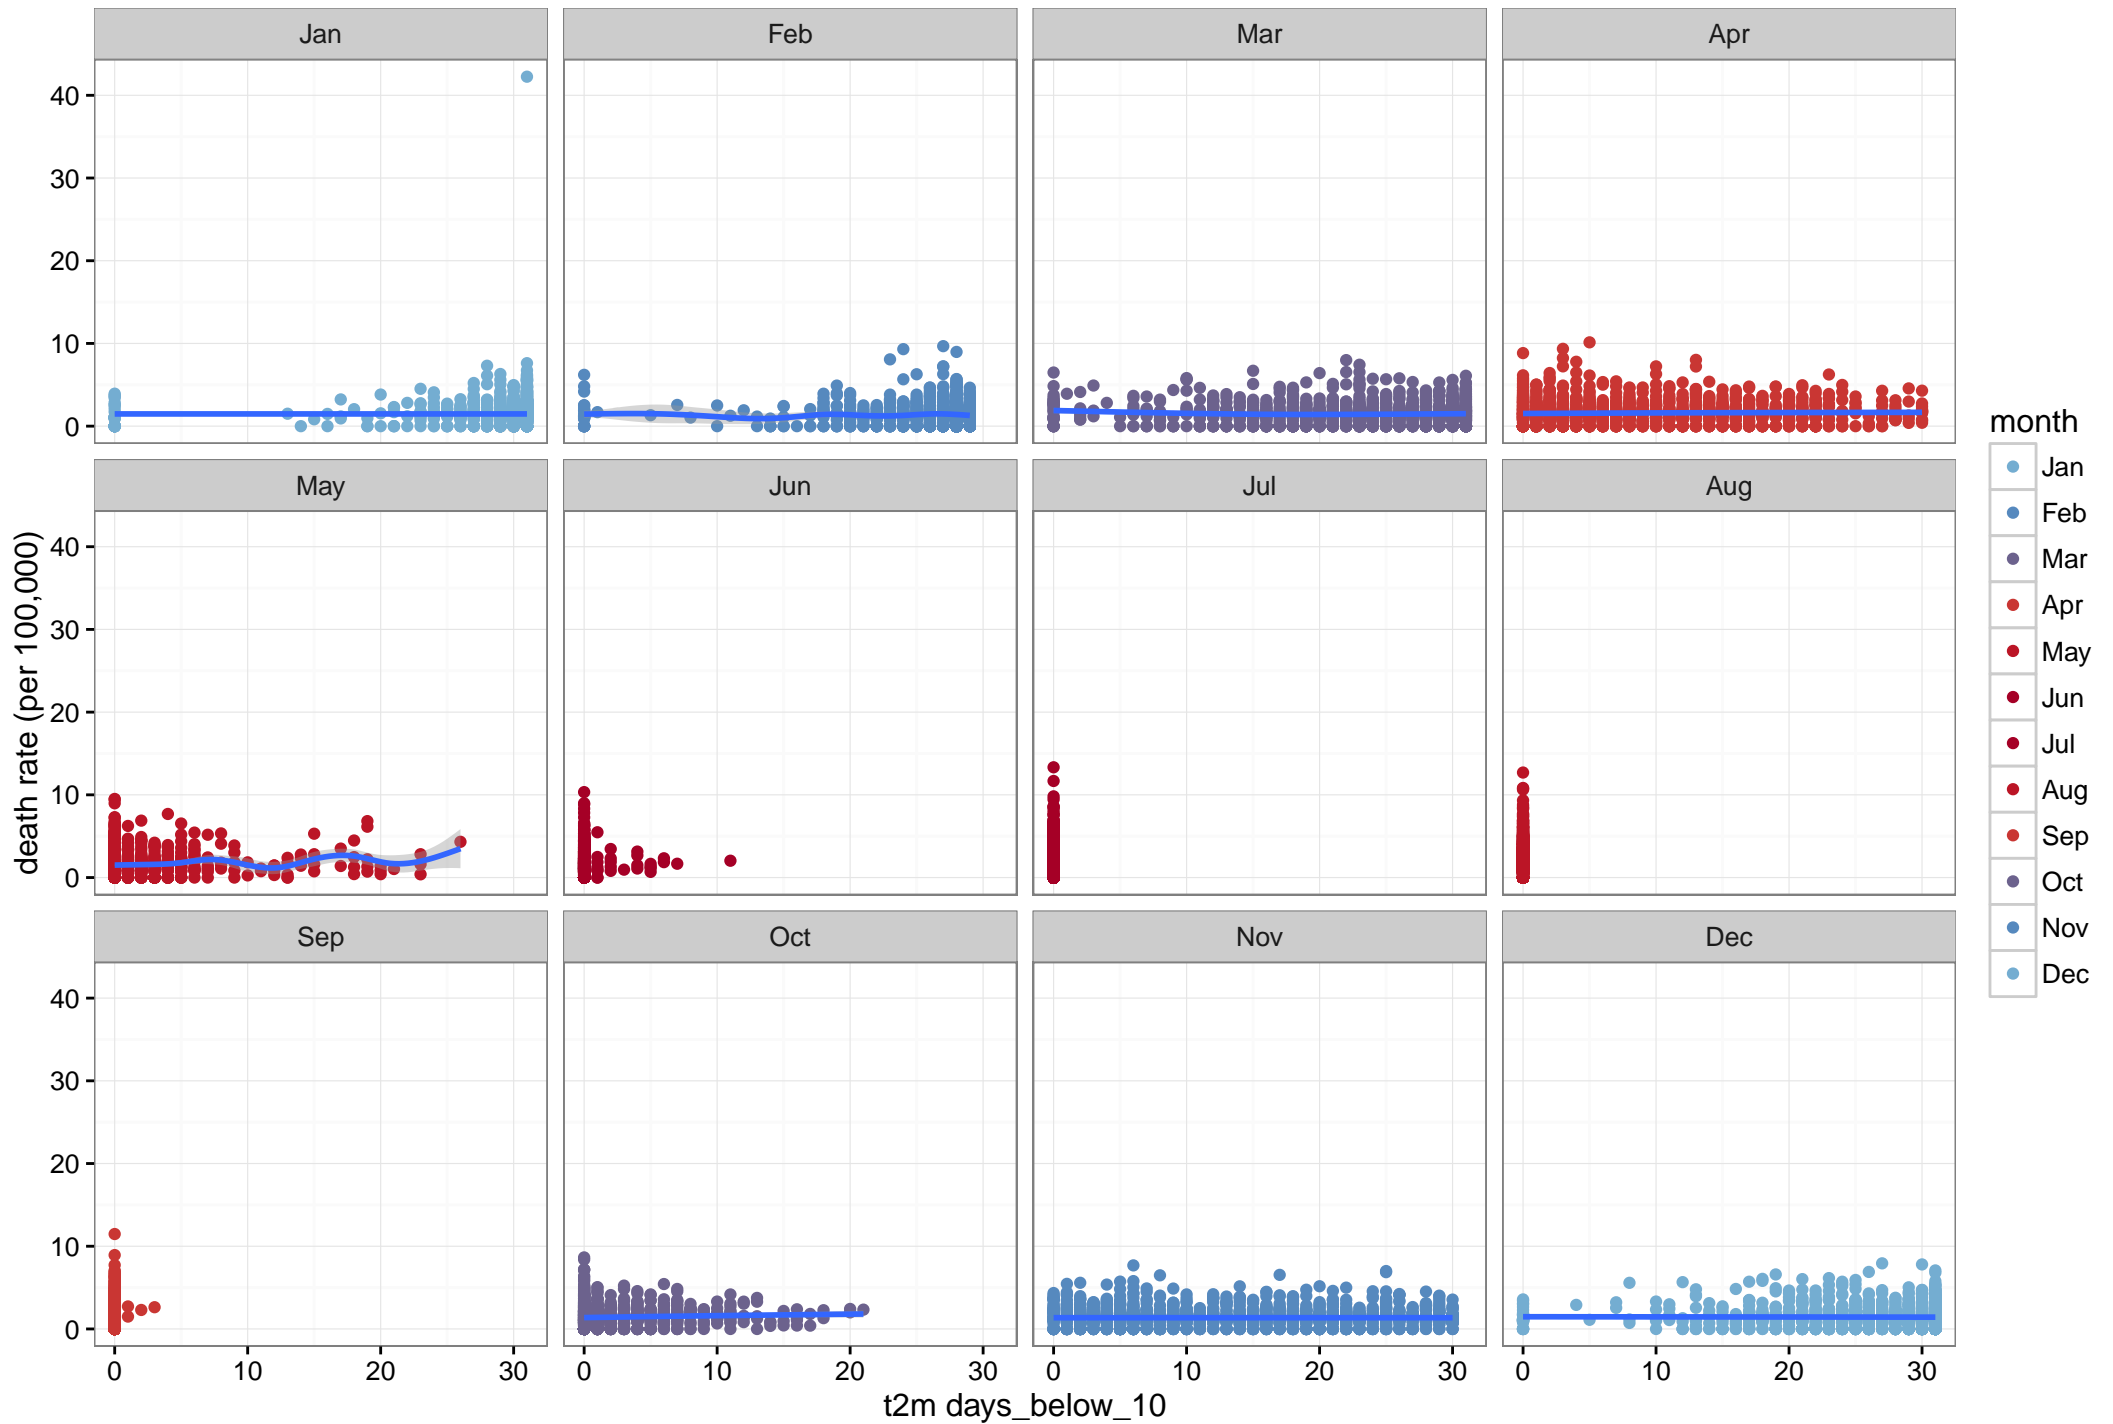 Jan Feb Mar Apr
40
30
20
10
0
May Jun Jul Aug
40
30
20
10
0
Sep Oct Nov Dec
40
30
20
10
0
0 10 20 30 0 10 20 30 0 10 20 30 0 10 20 30
t2m days_below_10
death rate (per 100,000)
month
Jan
Feb
Mar
Apr
May
Jun
Jul
Aug
Sep
Oct
Nov
Dec